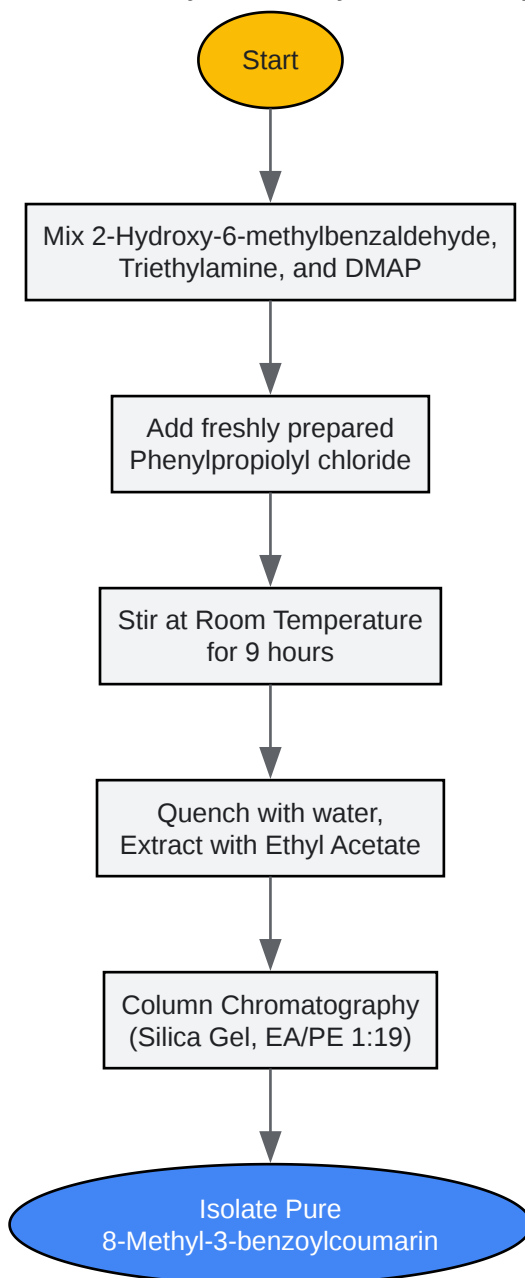 Start
Mix 2-Hydroxy-6-methylbenzaldehyde,
Triethylamine, and DMAP
Add freshly prepared
Phenylpropiolyl chloride
Stir at Room Temperature
for 9 hours
Quench with water,
Extract with Ethyl Acetate
Column Chromatography
(Silica Gel, EA/PE 1:19)
Isolate Pure
8-Methyl-3-benzoylcoumarin